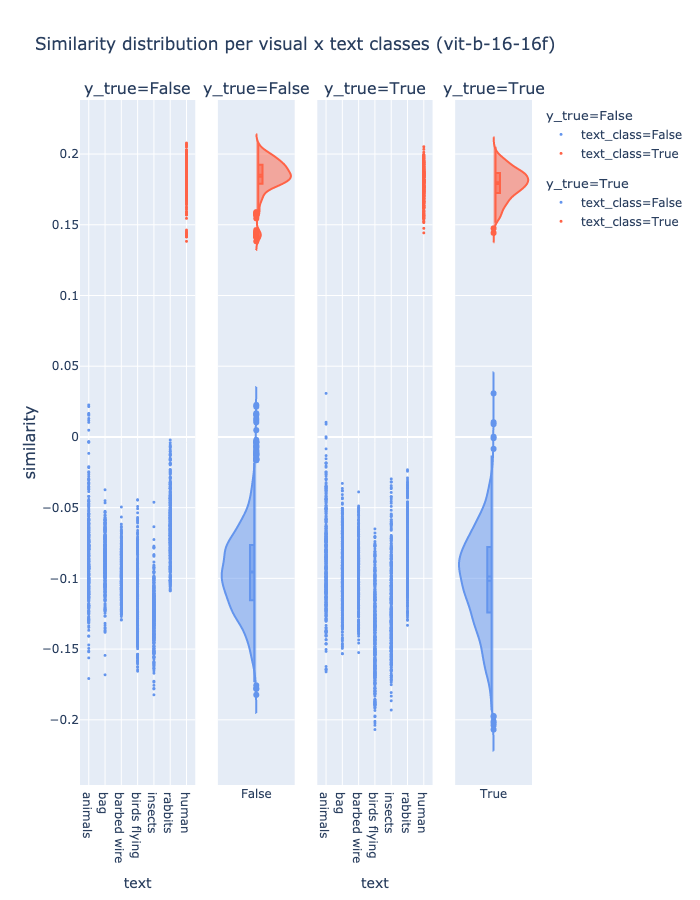 Similarity distribution per visual x text classes (vit-b-16-16f)
y_true=False
y_true=False
y_true=True
y_true=True
y_true=False
text_class=False
text_class=True
y_true=True
text_class=False
text_class=True
similarity
0.2
0.15
0.1
0.05
0
−0.05
−0.1
−0.15
−0.2
animals
bag
barbed wire
birds flying
insects
rabbits
human
False
animals
bag
barbed wire
birds flying
insects
rabbits
human
True
text
text